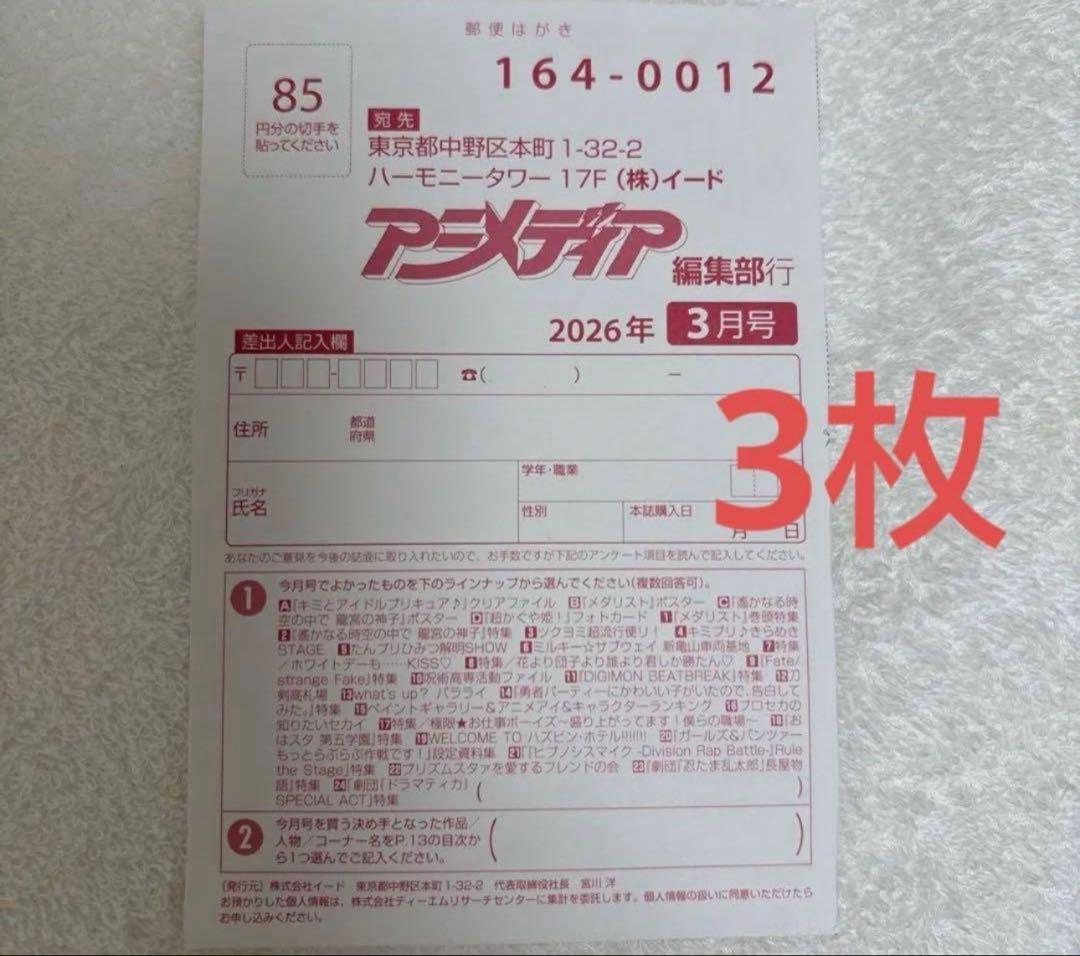 郵便はがき
85
円分の切手を
貼ってください
164-0012
宛先
東京都中野区本町1-32-2
ハーモニータワー 17F (株)イード
アニメディア 編集部行
2026年 3月号
差出人記入欄
〒 - ☎( ) −
住所 都道
府県
フリガナ
氏名
学年・職業
性別
本誌購入日
月 日
3枚
あなたのご意見を今後の誌面に取り入れたいので、お手数ですが下記のアンケート項目を読んで記入してください。
1 今月号でよかったものを下のラインナップから選んでください(複数回答可)。
A「キミとアイドルプリキュア♪」クリアファイル B「メダリスト」ポスター C「遙かなる時
空の中で 龍宮の神子」ポスター D「超かぐや姫!」フォトカード 1「メダリスト」巻頭特集
2「遙かなる時空の中で 龍宮の神子」特集 3ツクヨミ超流行便り! 4キミプリ♪きらめき
STAGE 5たんプリひみつ解明SHOW 6ミルキー☆サブウェイ 新亀山車両基地 7特集
/ホワイトデーも……KISS♡ 8特集/花より団子より誰より君しか勝たん♡ 9「Fate/
strange Fake」特集 10呪術高専活動ファイル 11「DIGIMON BEATBREAK」特集 12刀
剣高札場 13what's up? パラライ 14「勇者パーティーにかわいい子がいたので、告白して
みた。」特集 15ペイントギャラリー&アニメアイ&キャラクターランキング 16プロセカの
知りたいセカイ 17特集/極限★お仕事ボーイズ〜盛り上がってます!僕らの職場〜 18「お
はスタ 第五学園」特集 19WELCOME TO ハズビン・ホテル!!!!!!! 20「ガールズ&パンツァー
もっとらぶらぶ作戦です!」設定資料集 21「『ヒプノシスマイク -Division Rap Battle-』Rule
the Stage」特集 22プリズムスタァを愛するフレンドの会 23「劇団『忍たま乱太郎』長屋物
語」特集 24「劇団『ドラマティカ』
SPECIAL ACT」特集 ( )
2 今月号を買う決め手となった作品/
人物/コーナー名をP.13の目次か
ら1つ選んでご記入ください。 ( )
[発行元] 株式会社イード 東京都中野区本町1-32-2 代表取締役社長 宮川 洋
お預かりした個人情報は、株式会社ディーエムリサーチセンターに集計を委託します。個人情報の扱いに同意いただけたら
お申し込みください。